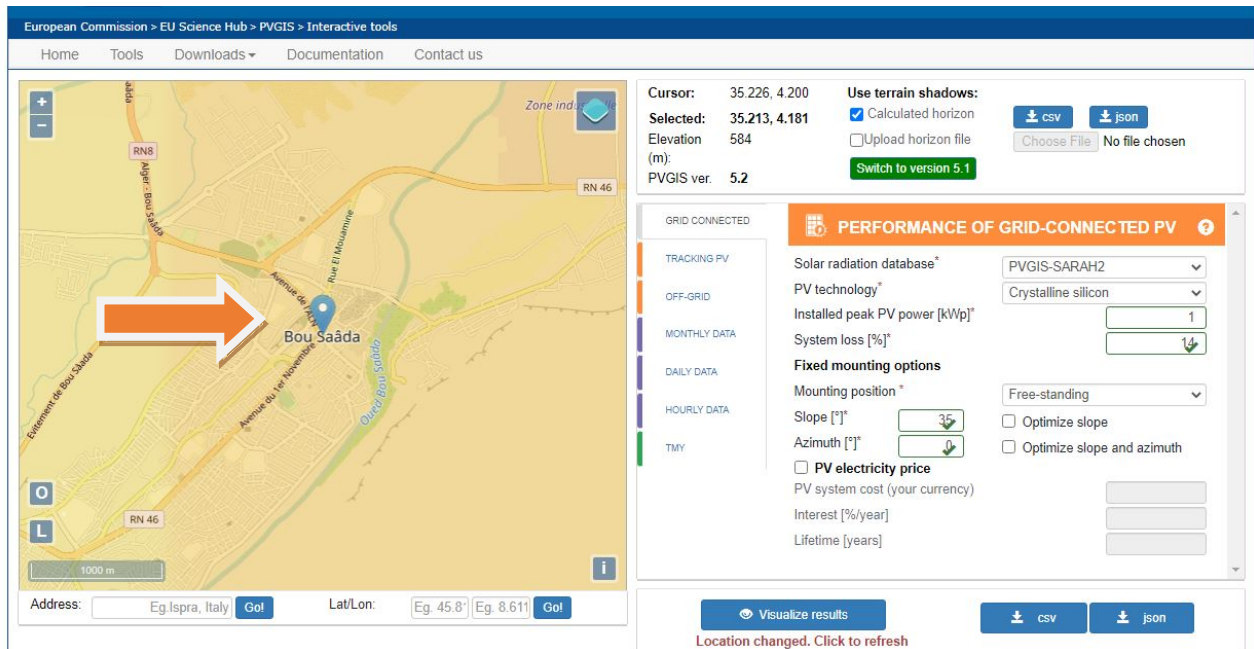 European Commission > EU Science Hub > PVGIS > Interactive tools
Home Tools Downloads Documentation Contact us
+
−
Zone
RN8
Alger - Bou Saâda
RN 46
Rue El Mouamine
Avenue de l'ALN
Bou Saâda
Avenue du 1er Novembre
Oued Bou Saâda
Evitement de Bou Saâda
O
L
RN 46
1000 m
i
Address: Eg.Ispra, Italy Go! Lat/Lon: Eg. 45.8 Eg. 8.611 Go!
Cursor: 35.226, 4.200
Selected: 35.213, 4.181
Elevation (m): 584
PVGIS ver. 5.2
Use terrain shadows:
Calculated horizon
Upload horizon file
Switch to version 5.1
csv json
Choose File No file chosen
GRID CONNECTED
TRACKING PV
OFF-GRID
MONTHLY DATA
DAILY DATA
HOURLY DATA
TMY
PERFORMANCE OF GRID-CONNECTED PV ?
Solar radiation database* PVGIS-SARAH2
PV technology* Crystalline silicon
Installed peak PV power [kWp]* 1
System loss [%]* 14
Fixed mounting options
Mounting position * Free-standing
Slope [°]* 35 Optimize slope
Azimuth [°]* 0 Optimize slope and azimuth
PV electricity price
PV system cost (your currency)
Interest [%/year]
Lifetime [years]
Visualize results
Location changed. Click to refresh
csv json